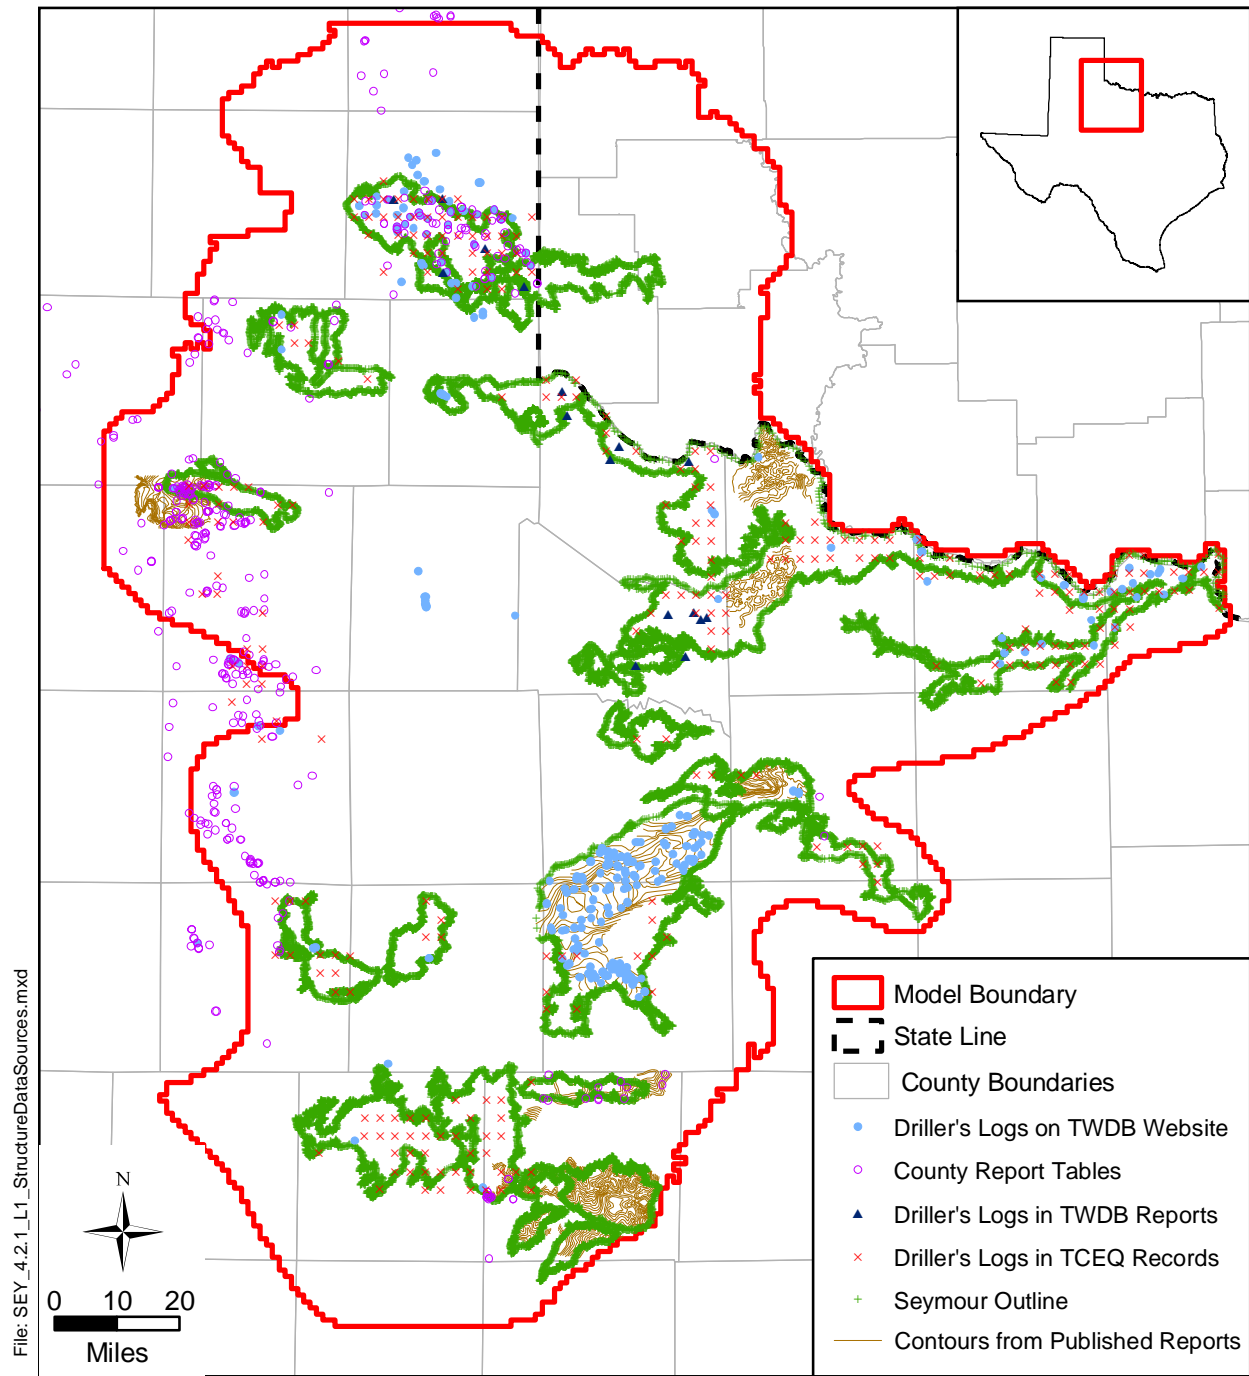 Model Boundary
State Line
County Boundaries
Driller's Logs on TWDB Website
County Report Tables
Driller's Logs in TWDB Reports
Driller's Logs in TCEQ Records
Seymour Outline
Contours from Published Reports
N
0 10 20
Miles
File: SEY_4.2.1_L1_StructureDataSources.mxd